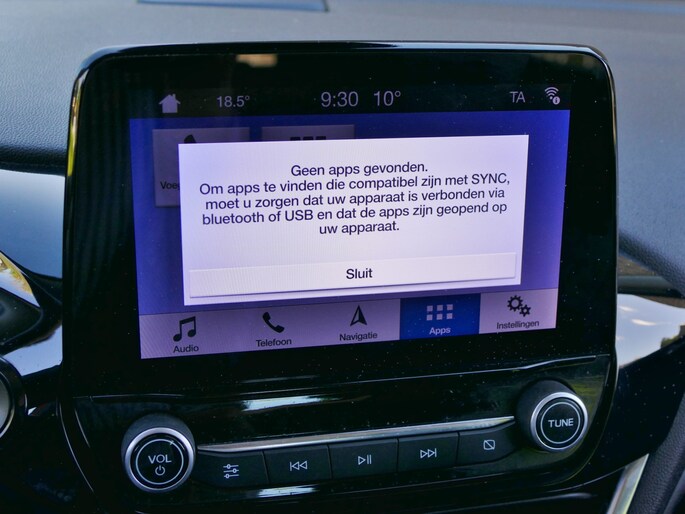 18.5° 9:30 10° TA
Geen apps gevonden.
Om apps te vinden die compatibel zijn met SYNC,
moet u zorgen dat uw apparaat is verbonden via
bluetooth of USB en dat de apps zijn geopend op
uw apparaat.
Sluit
Audio Telefoon Navigatie Apps Instellingen
VOL TUNE